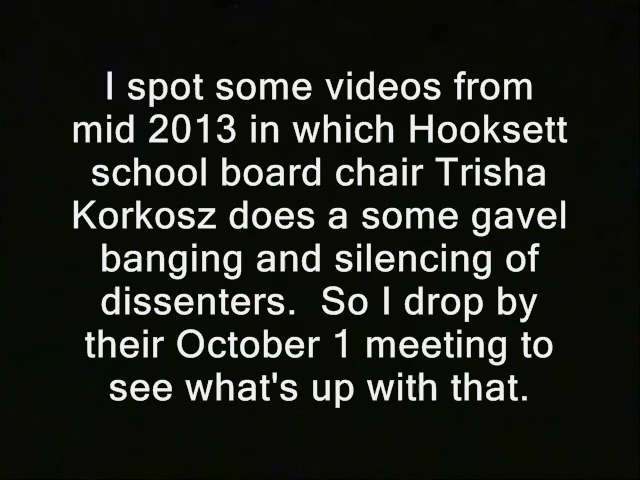 I spot some videos from
mid 2013 in which Hooksett
school board chair Trisha
Korkosz does a some gavel
banging and silencing of
dissenters.  So I drop by
their October 1 meeting to
see what's up with that.